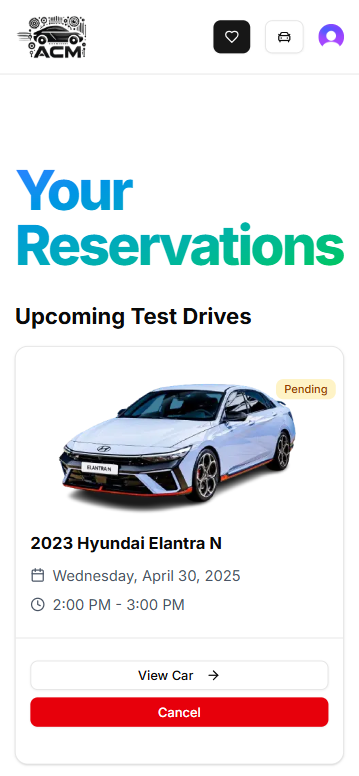 ACM
Your
Reservations
Upcoming Test Drives
Pending
ELANTRA N
2023 Hyundai Elantra N
Wednesday, April 30, 2025
2:00 PM - 3:00 PM
View Car
Cancel